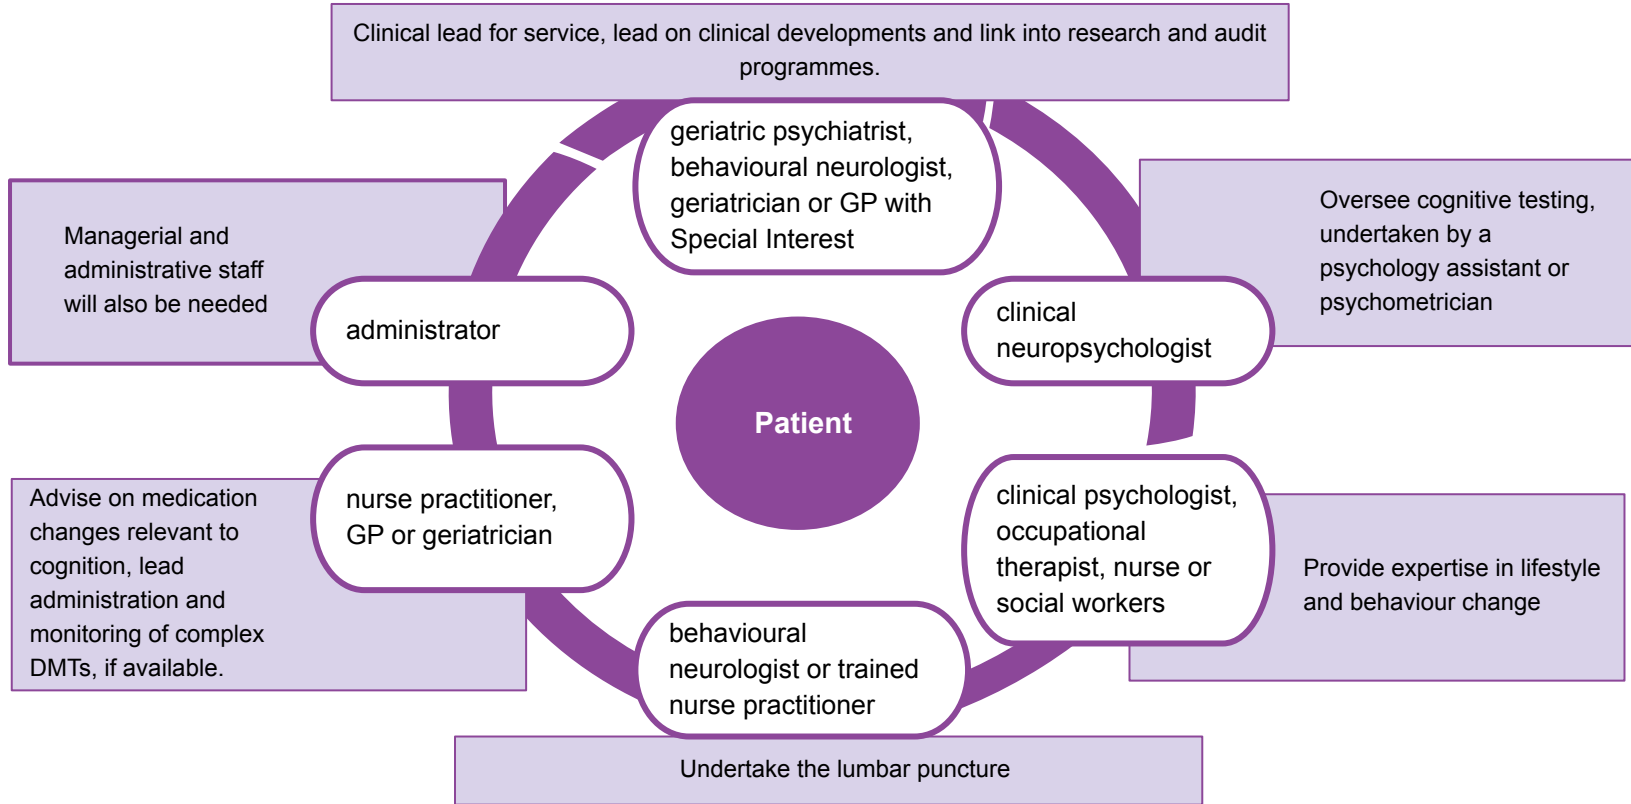 Clinical lead for service, lead on clinical developments and link into research and audit
programmes.
geriatric psychiatrist,
behavioural neurologist,
geriatrician or GP with
Special Interest
Oversee cognitive testing,
undertaken by a
psychology assistant or
psychometrician
clinical
neuropsychologist
Managerial and
administrative staff
will also be needed
administrator
Patient
Advise on medication
changes relevant to
cognition, lead
administration and
monitoring of complex
DMTs, if available.
nurse practitioner,
GP or geriatrician
clinical psychologist,
occupational
therapist, nurse or
social workers
Provide expertise in lifestyle
and behaviour change
behavioural
neurologist or trained
nurse practitioner
Undertake the lumbar puncture